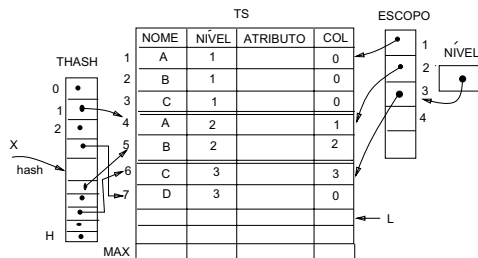 TS
ESCOPO
THASH
NOME NÍVEL ATRIBUTO COL
NÍVEL
1 A 1 0
2 B 1 0
3 C 1 0
4 A 2 1
5 B 2 2
6 C 3 3
7 D 3 0
L
MAX
0
1
2
X
hash
H
1
2
3
4